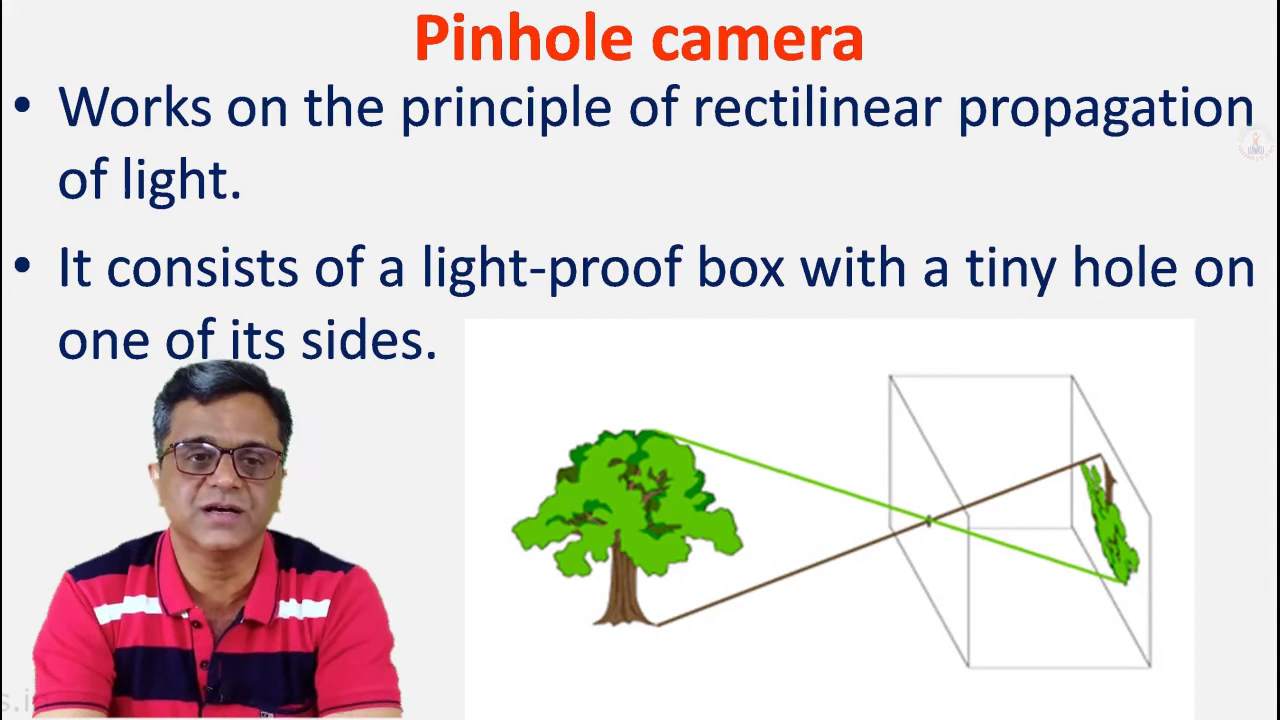 Pinhole camera
• Works on the principle of rectilinear propagation
of light.
• It consists of a light-proof box with a tiny hole on
one of its sides.
s.i